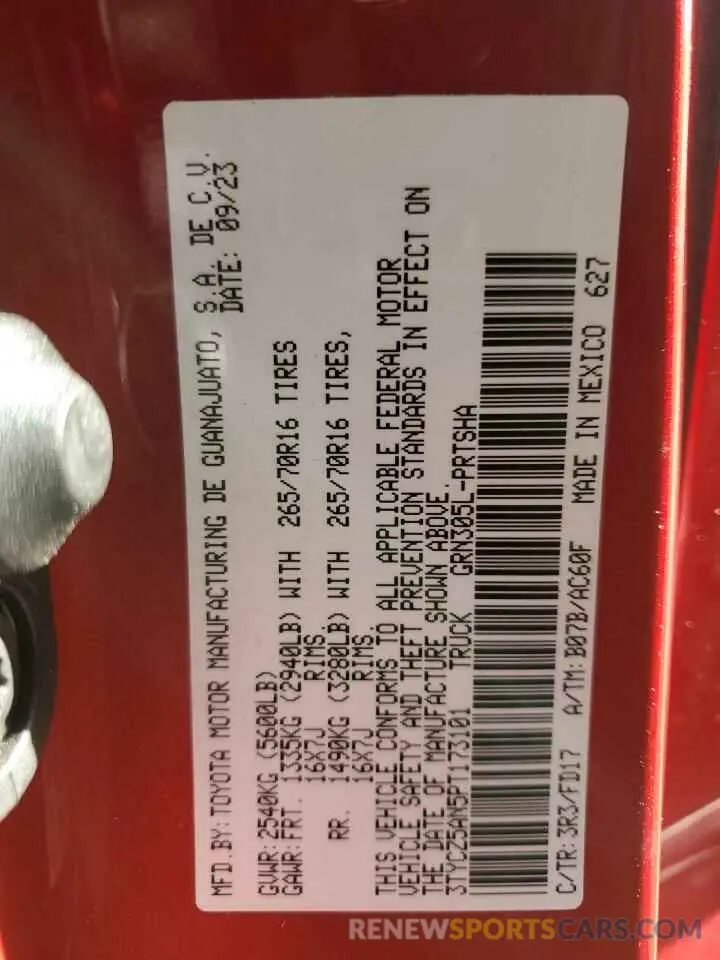 MFD.BY: TOYOTA MOTOR MANUFACTURING DE GUANAJUATO, S.A. DE C.V.
DATE: 09/23
GVWR: 2540KG (5600LB)
GAWR: FRT. 1335KG (2940LB) WITH 265/70R16 TIRES
16X7J RIMS.
RR. 1490KG (3280LB) WITH 265/70R16 TIRES,
16X7J RIMS.
THIS VEHICLE CONFORMS TO ALL APPLICABLE FEDERAL MOTOR
VEHICLE SAFETY AND THEFT PREVENTION STANDARDS IN EFFECT ON
THE DATE OF MANUFACTURE SHOWN ABOVE.
3TYCZ5AN5PT173101 TRUCK GRN305L-PRTSHA
C/TR: 3R3/FD17 A/TM: B07B/AC60F MADE IN MEXICO 627
RENEWSPORTSCARS.COM